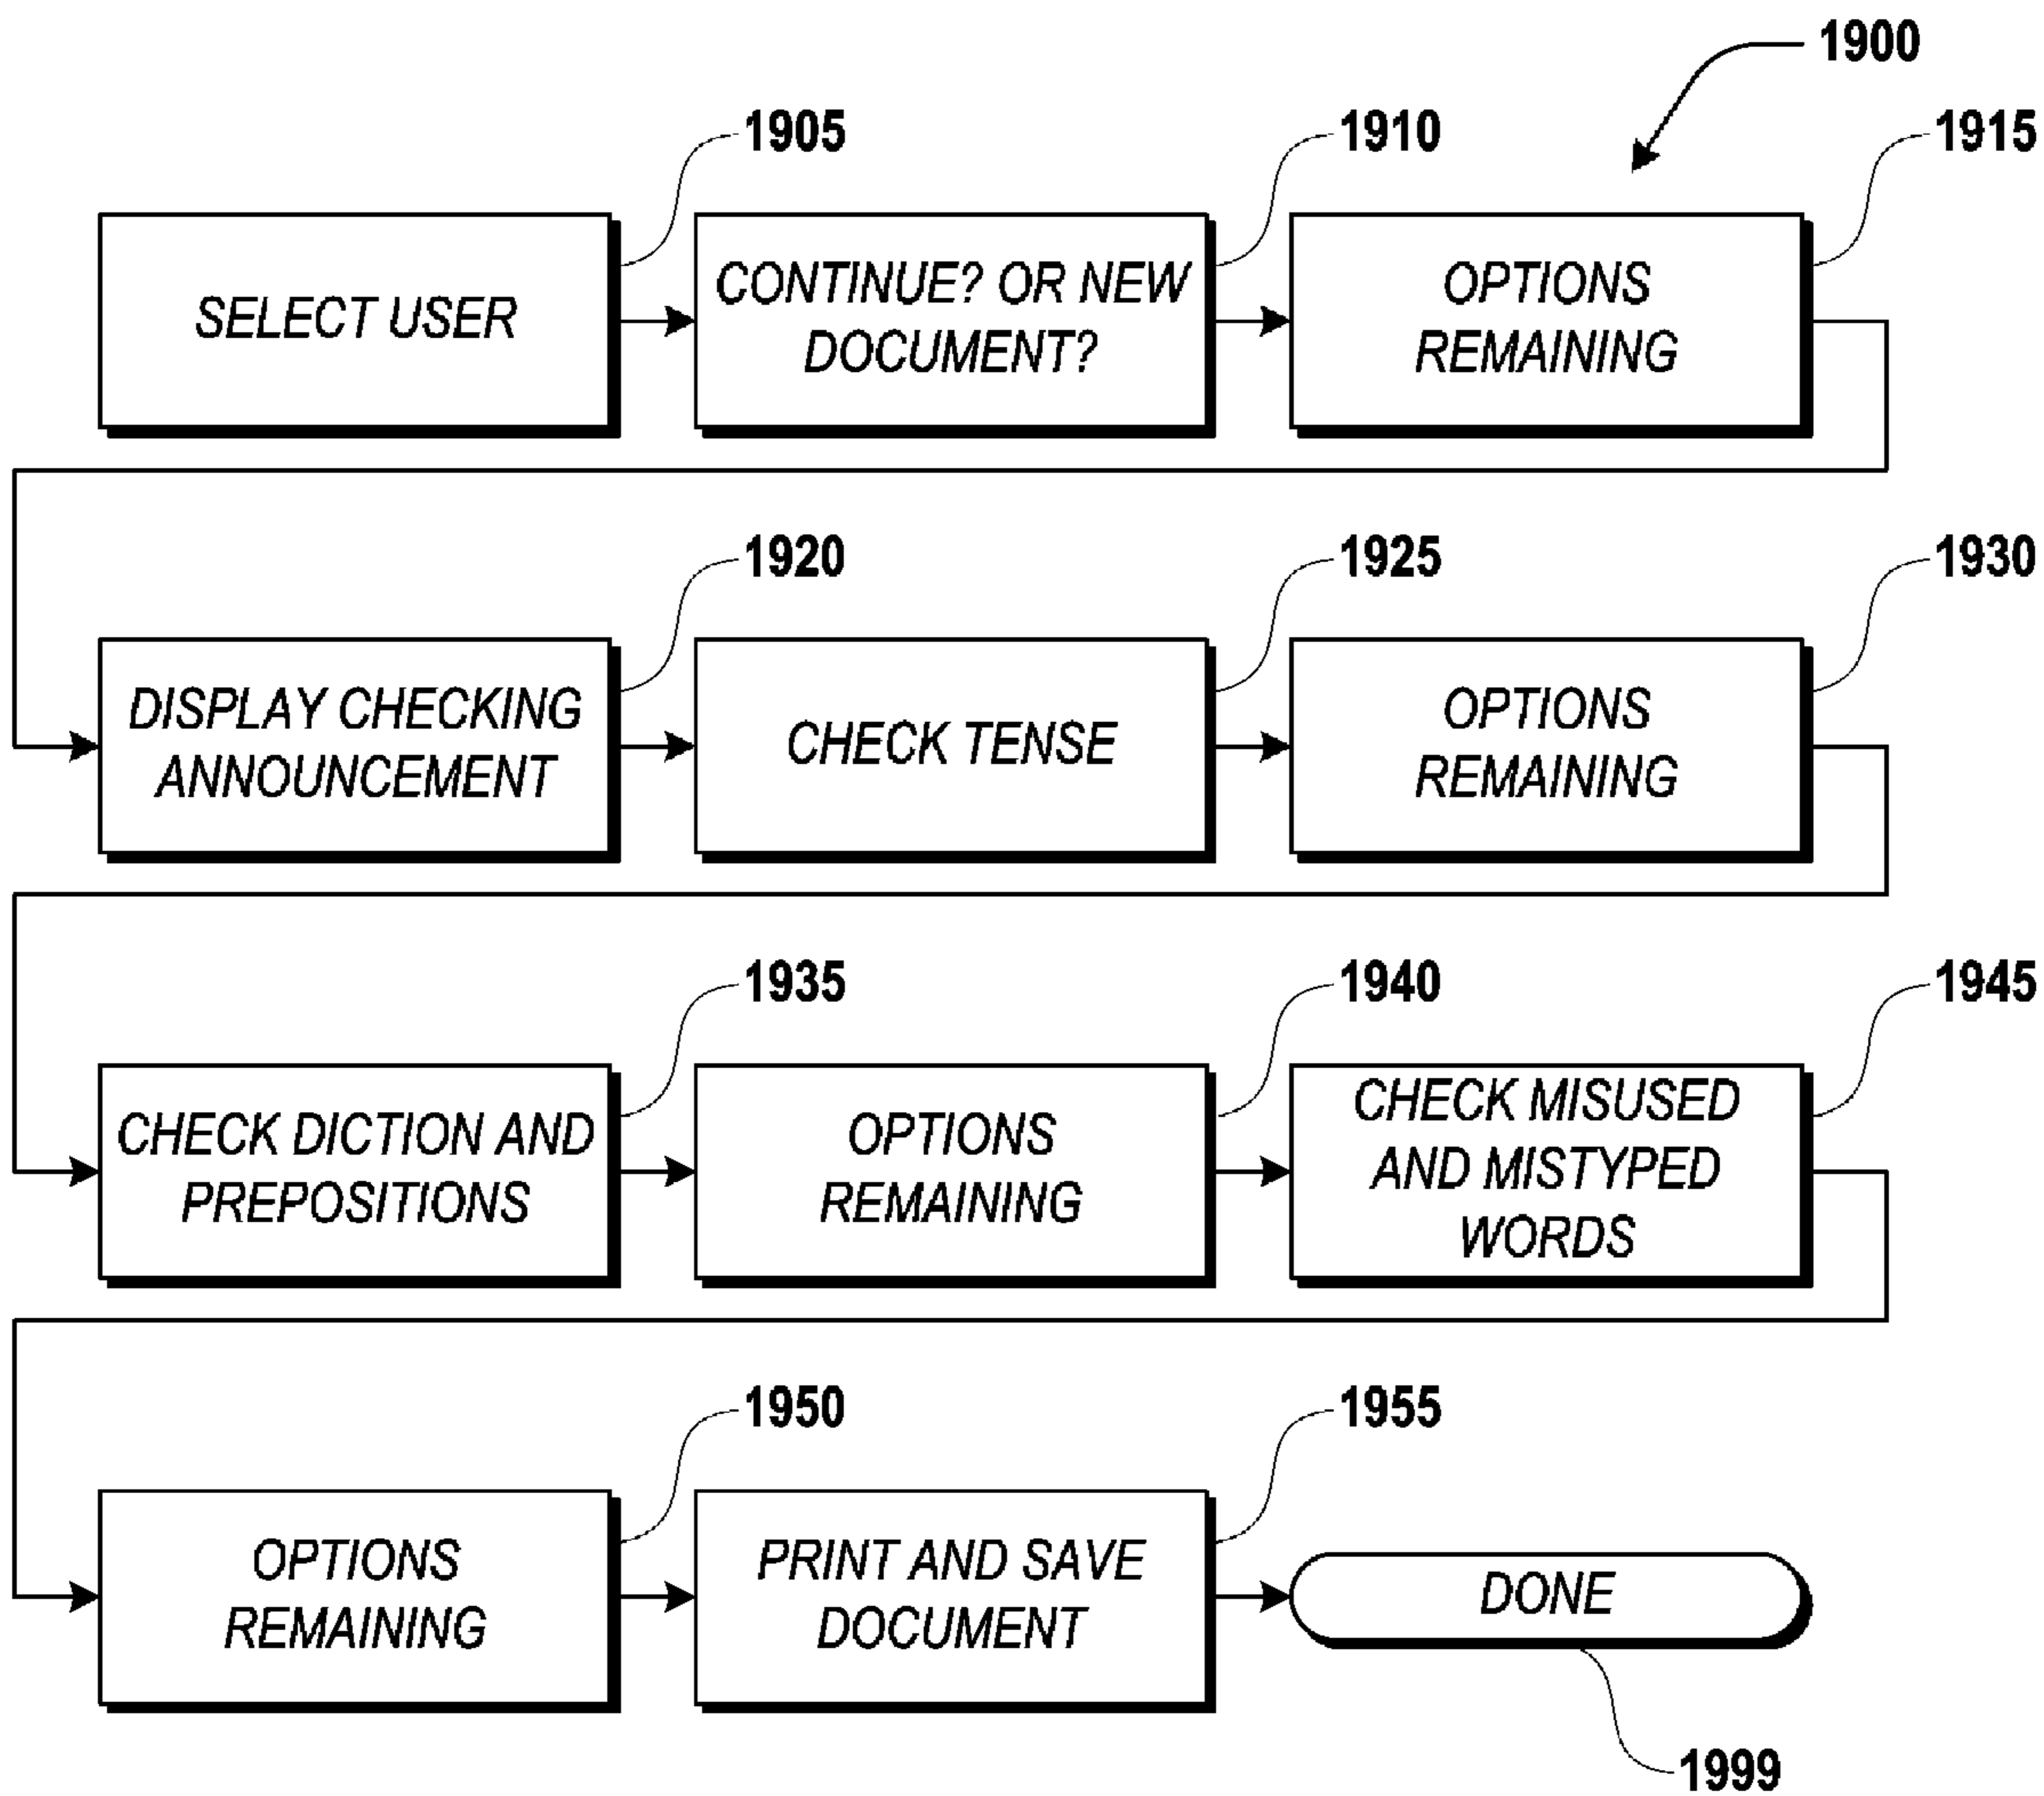 1900
1905
1910
1915
SELECT USER
CONTINUE? OR NEW
DOCUMENT?
OPTIONS
REMAINING
1920
1925
1930
DISPLAY CHECKING
ANNOUNCEMENT
CHECK TENSE
OPTIONS
REMAINING
1935
1940
1945
CHECK DICTION AND
PREPOSITIONS
OPTIONS
REMAINING
CHECK MISUSED
AND MISTYPED
WORDS
1950
1955
OPTIONS
REMAINING
PRINT AND SAVE
DOCUMENT
DONE
1999